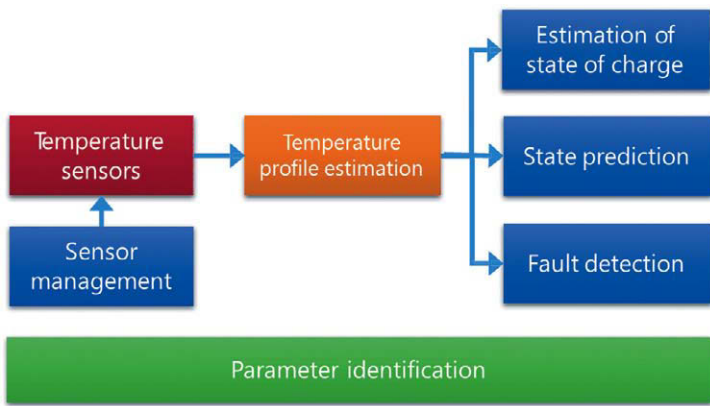 Estimation of
state of charge
Temperature
sensors
Temperature
profile estimation
State prediction
Sensor
management
Fault detection
Parameter identification